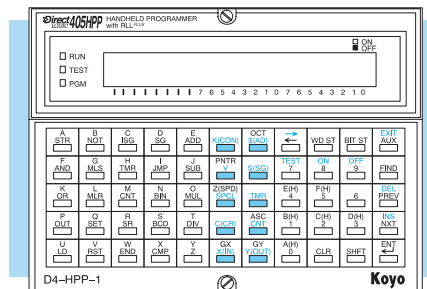 Direct LOGIC 405HPP HANDHELD PROGRAMMER with RLL PLUS
ON
OFF
RUN
TEST
PGM
7 6 5 4 3 2 1 0 7 6 5 4 3 2 1 0
A B C D E OCT → EXIT
STR NOT ISG SG ADD K(CON) $(AD) ← WD ST BIT ST AUX
F G H I J PNTR TEST ON OFF
AND MLS TMR JMP SUB V S(SG) 7 8 9 FIND
K L M N O Z(SPD) E(H) F(H) DEL
OR MLR CNT BIN MUL SPCL TMR 4 5 6 PREV
P Q R S T ASC B(H) C(H) D(H) INS
OUT SET SR BCD DIV C(CR) CNT 1 2 3 NXT
U V W X Y GX GY A(H) ENT
LD RST END CMP Z X(IN) Y(OUT) 0 CLR SHFT
D4-HPP-1 Koyo